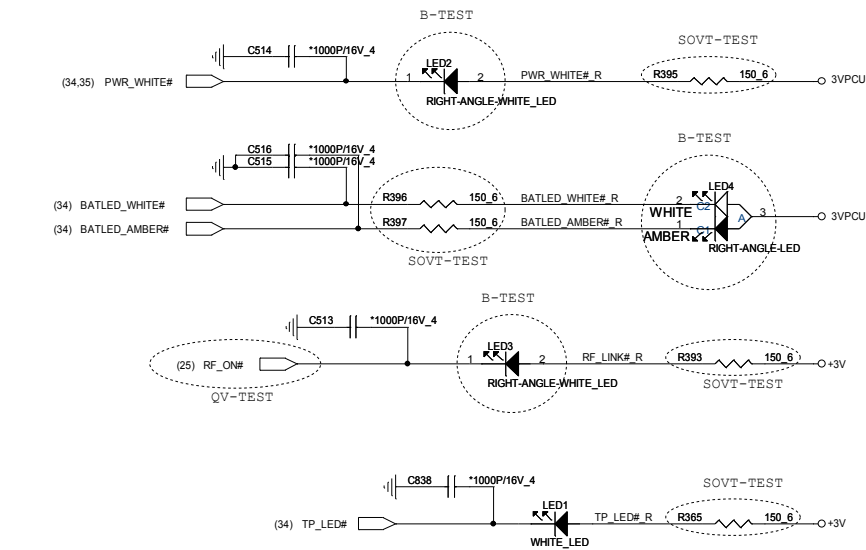 B-TEST
SOVT-TEST
C514 *1000P/16V_4
LED2
(34,35) PWR_WHITE# 1 2 PWR_WHITE#_R R395 150_6 3VPCU
RIGHT-ANGLE-WHITE_LED
B-TEST
C516 *1000P/16V_4
C515 *1000P/16V_4
LED4
R396 150_6 BATLED_WHITE#_R 2 C2
(34) BATLED_WHITE# WHITE A 3 3VPCU
R397 150_6 BATLED_AMBER#_R 1 C1
(34) BATLED_AMBER# AMBER
RIGHT-ANGLE-LED
SOVT-TEST
B-TEST
C513 *1000P/16V_4
LED3
(25) RF_ON# 1 2 RF_LINK#_R R393 150_6 +3V
RIGHT-ANGLE-WHITE_LED SOVT-TEST
QV-TEST
C838 *1000P/16V_4 SOVT-TEST
LED1
(34) TP_LED# TP_LED#_R R365 150_6 +3V
WHITE_LED